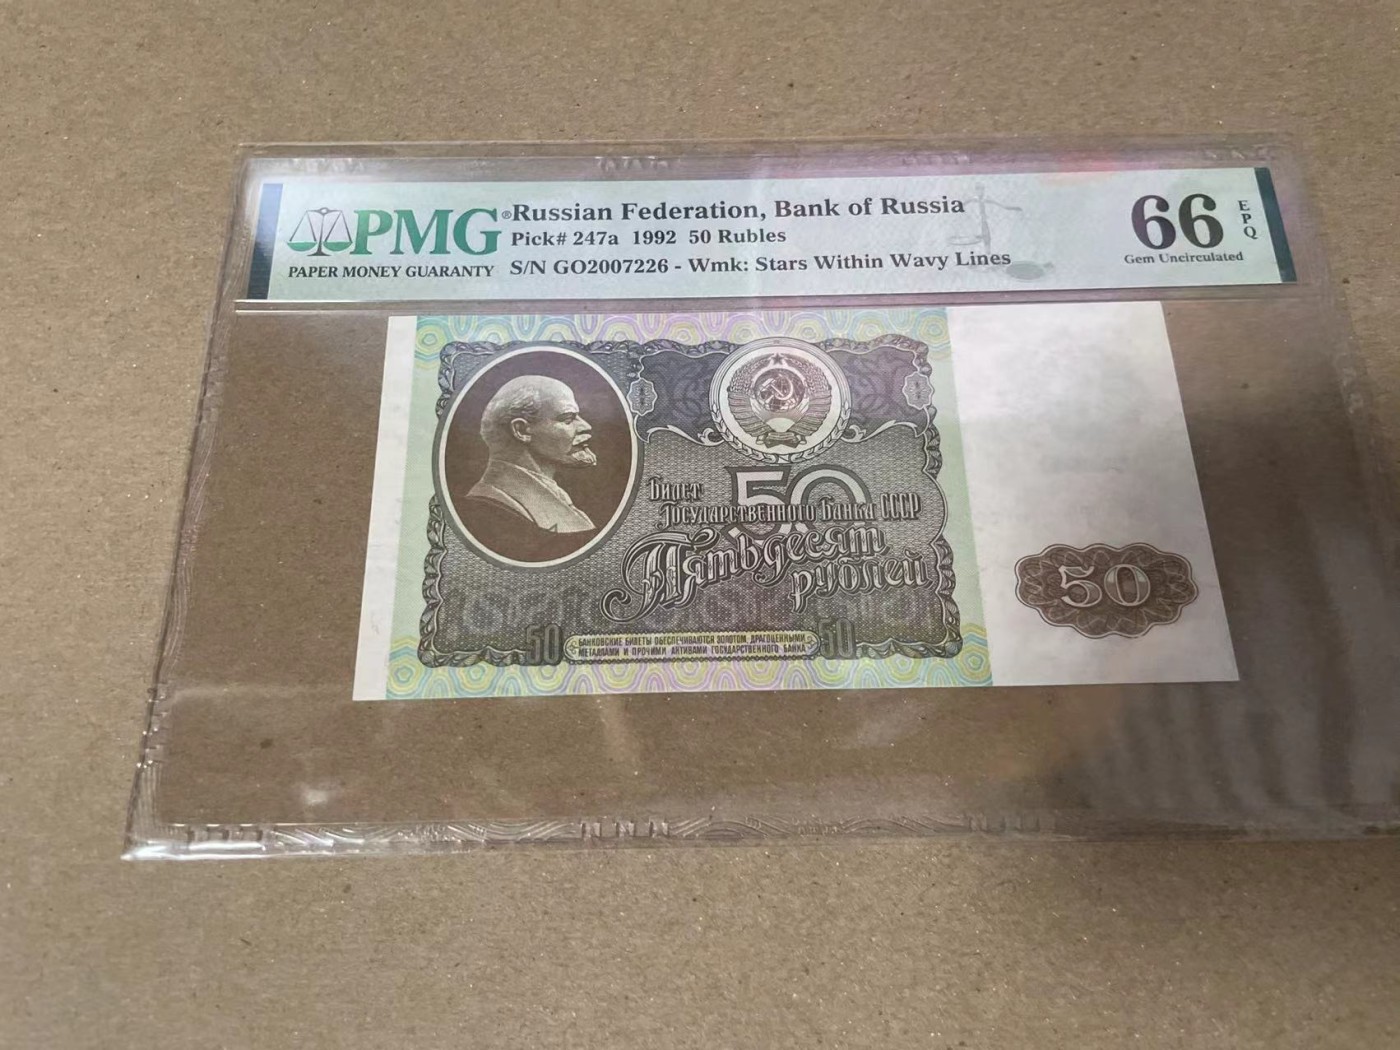 PMG®
PAPER MONEY GUARANTY
Russian Federation, Bank of Russia
Pick# 247a 1992 50 Rubles
S/N GO2007226 - Wmk: Stars Within Wavy Lines
66 EPQ
Gem Uncirculated
50
Билет
Государственного Банка СССР
Пятьдесят
рублей
50
БАНКОВСКИЕ БИЛЕТЫ ОБЕСПЕЧИВАЮТСЯ ЗОЛОТОМ, ДРАГОЦЕННЫМИ
МЕТАЛЛАМИ И ПРОЧИМИ АКТИВАМИ ГОСУДАРСТВЕННОГО БАНКА
50
50